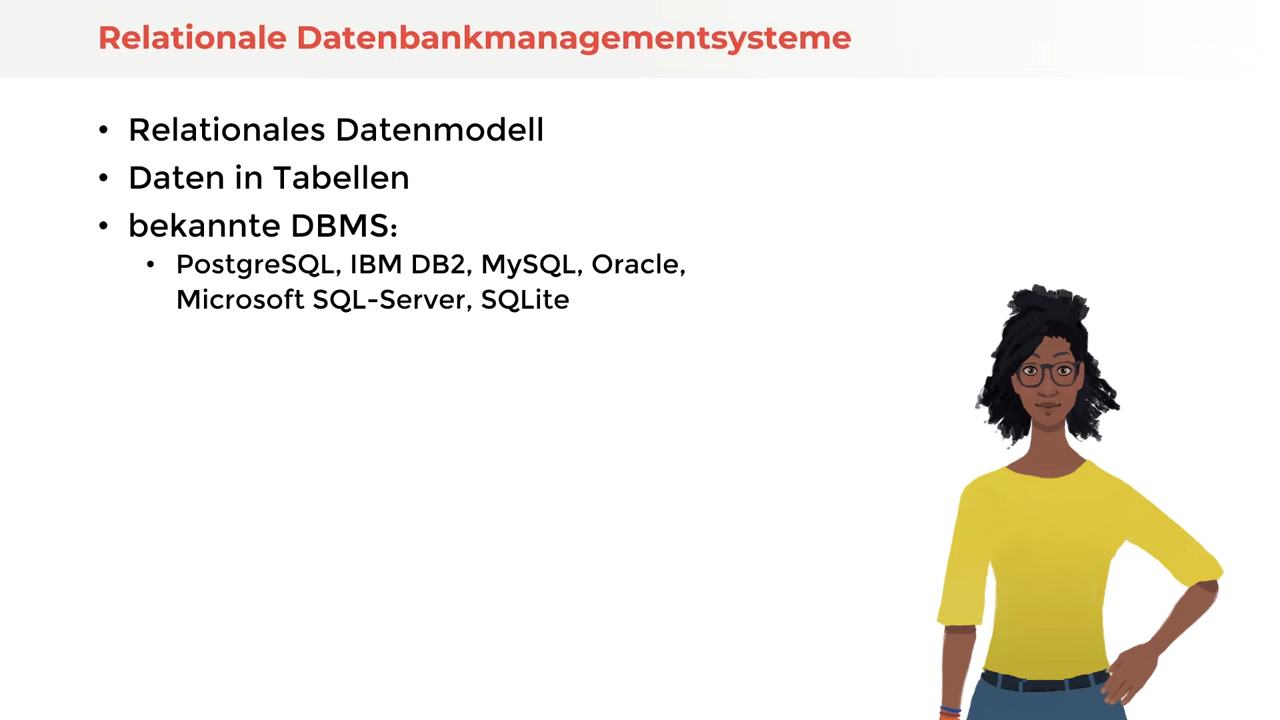 Relationale Datenbankmanagementsysteme
• Relationales Datenmodell
• Daten in Tabellen
• bekannte DBMS:
• PostgreSQL, IBM DB2, MySQL, Oracle,
Microsoft SQL-Server, SQLite